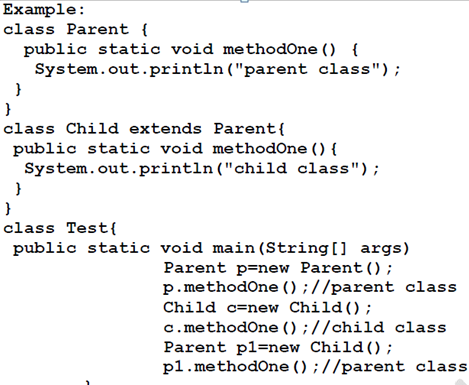 Example:
class Parent {
public static void methodOne() {
System.out.println("parent class");
}
}
class Child extends Parent{
public static void methodOne(){
System.out.println("child class");
}
}
class Test{
public static void main(String[] args)
Parent p=new Parent();
p.methodOne();//parent class
Child c=new Child();
c.methodOne();//child class
Parent p1=new Child();
p1.methodOne();//parent class
}